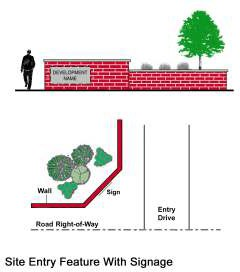 DEVELOPMENT
NAME
Wall
Sign
Road Right-of-Way
Entry
Drive
Site Entry Feature With Signage